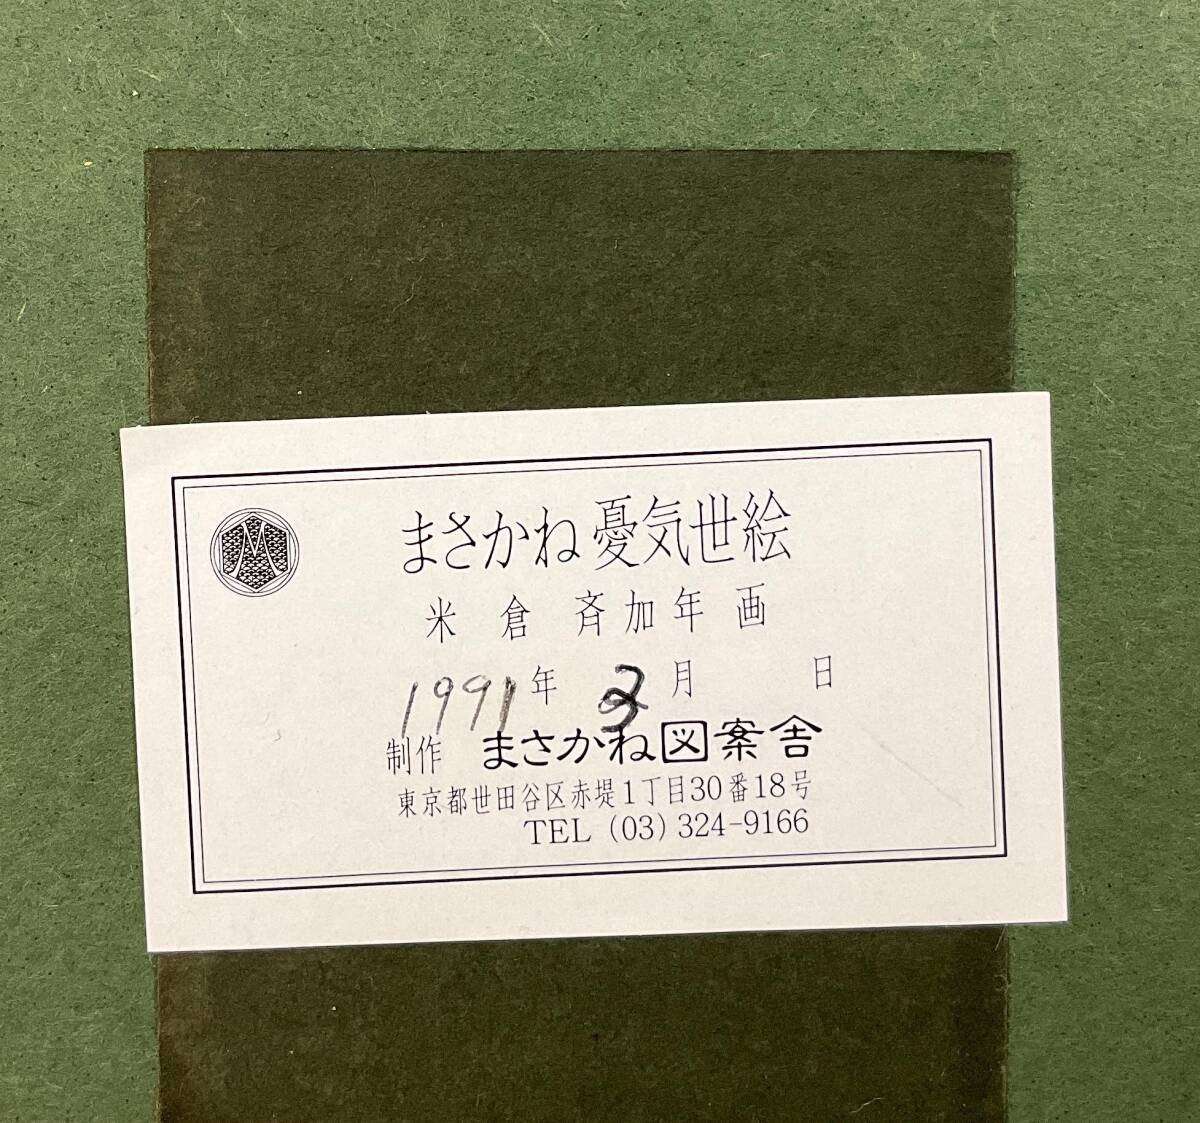 まさかね憂気世絵
米倉 斉加年 画
1991年 月 日
制作 まさかね図案舎
東京都世田谷区赤堤1丁目30番18号
TEL (03) 324-9166